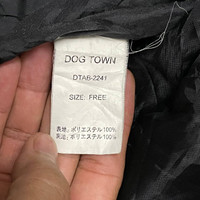 DOG TOWN
DTAB-2241
SIZE: FREE
表地, ポリエステル100%
裏地, ポリエステル100%